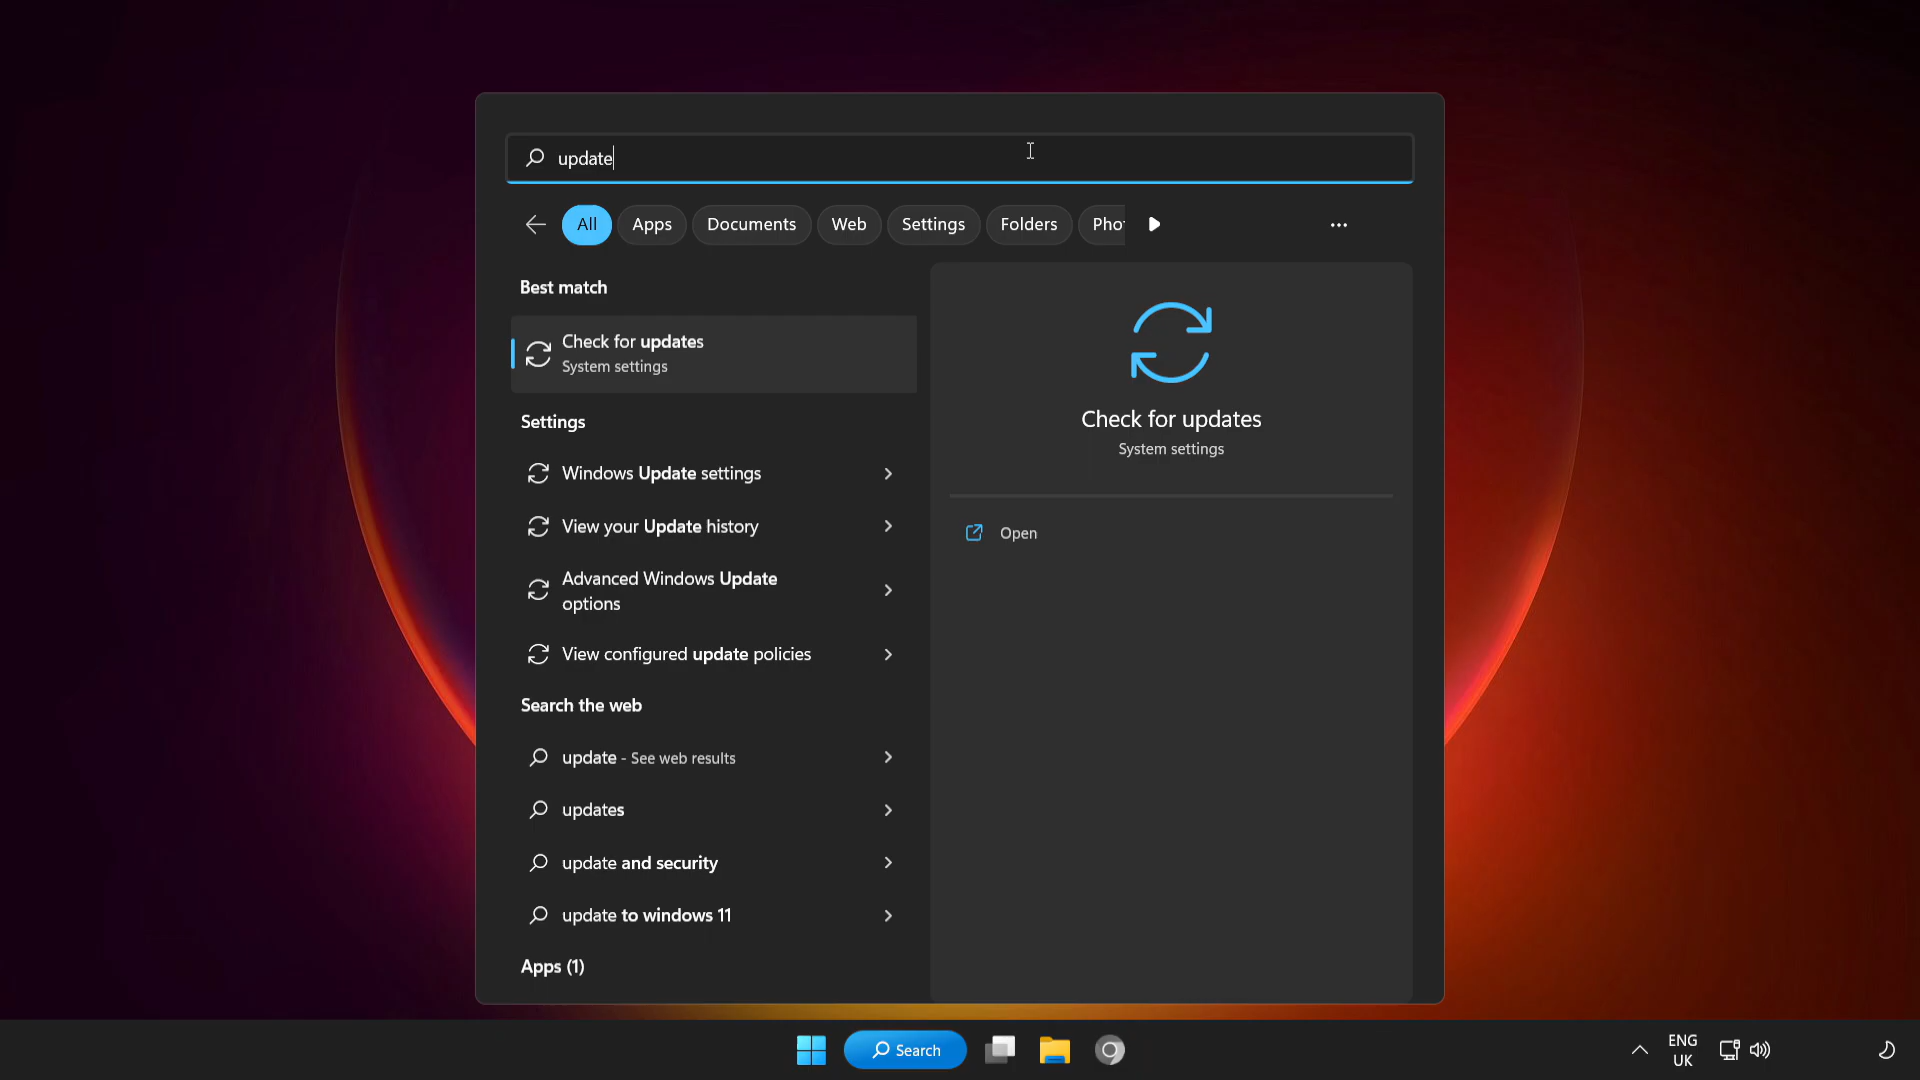 update
All Apps Documents Web Settings Folders Pho
Best match
Check for updates
System settings
Settings
Windows Update settings
View your Update history
Advanced Windows Update
options
View configured update policies
Search the web
update - See web results
updates
update and security
update to windows 11
Apps (1)
Check for updates
System settings
Open
Search
ENG
UK